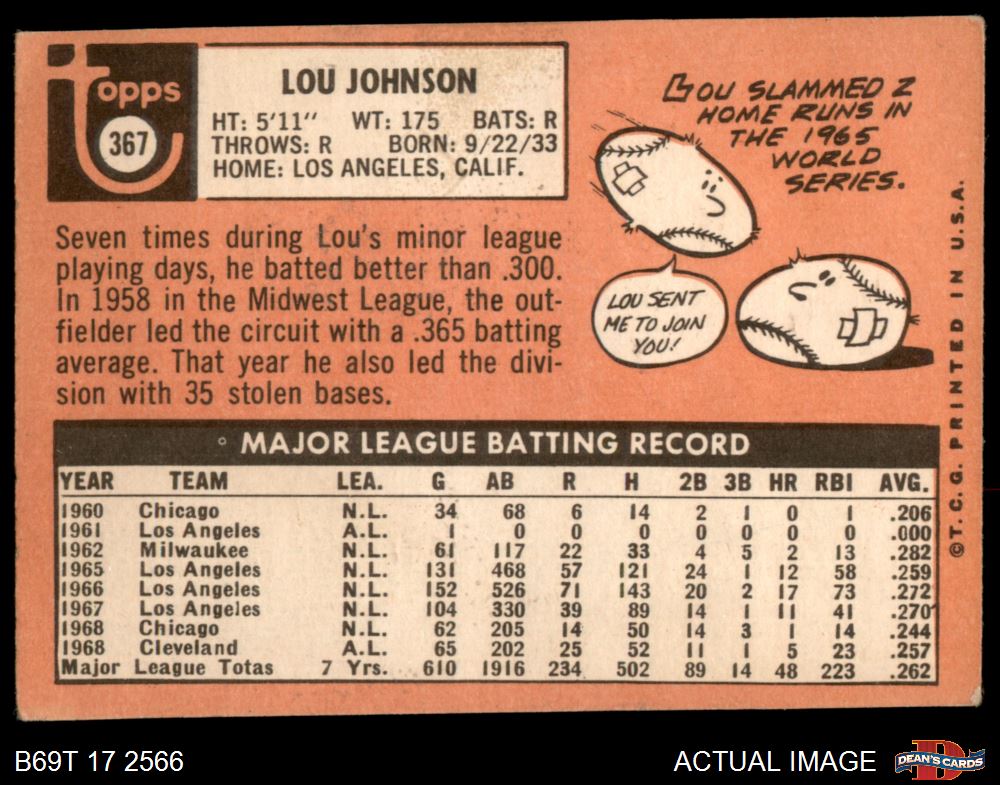 Topps
367
LOU JOHNSON
HT: 5'11" WT: 175 BATS: R
THROWS: R BORN: 9/22/33
HOME: LOS ANGELES, CALIF.
LOU SLAMMED 2
HOME RUNS IN
THE 1965
WORLD
SERIES.
LOU SENT
ME TO JOIN
YOU!
Seven times during Lou's minor league
playing days, he batted better than .300.
In 1958 in the Midwest League, the out-
fielder led the circuit with a .365 batting
average. That year he also led the divi-
sion with 35 stolen bases.
MAJOR LEAGUE BATTING RECORD
YEAR TEAM LEA. G AB R H 2B 3B HR RBI AVG.
1960 Chicago N.L. 34 68 6 14 2 1 0 1 .206
1961 Los Angeles A.L. 1 0 0 0 0 0 0 0 .000
1962 Milwaukee N.L. 61 117 22 33 4 5 2 13 .282
1965 Los Angeles N.L. 131 468 57 121 24 1 12 58 .259
1966 Los Angeles N.L. 152 526 71 143 20 2 17 73 .272
1967 Los Angeles N.L. 104 330 39 89 14 1 11 41 .270
1968 Chicago N.L. 62 205 14 50 14 3 1 14 .244
1968 Cleveland A.L. 65 202 25 52 11 1 5 23 .257
Major League Totas 7 Yrs. 610 1916 234 502 89 14 48 223 .262
© T. C. G. PRINTED IN U.S.A.
B69T 17 2566
ACTUAL IMAGE
DEAN'S CARDS